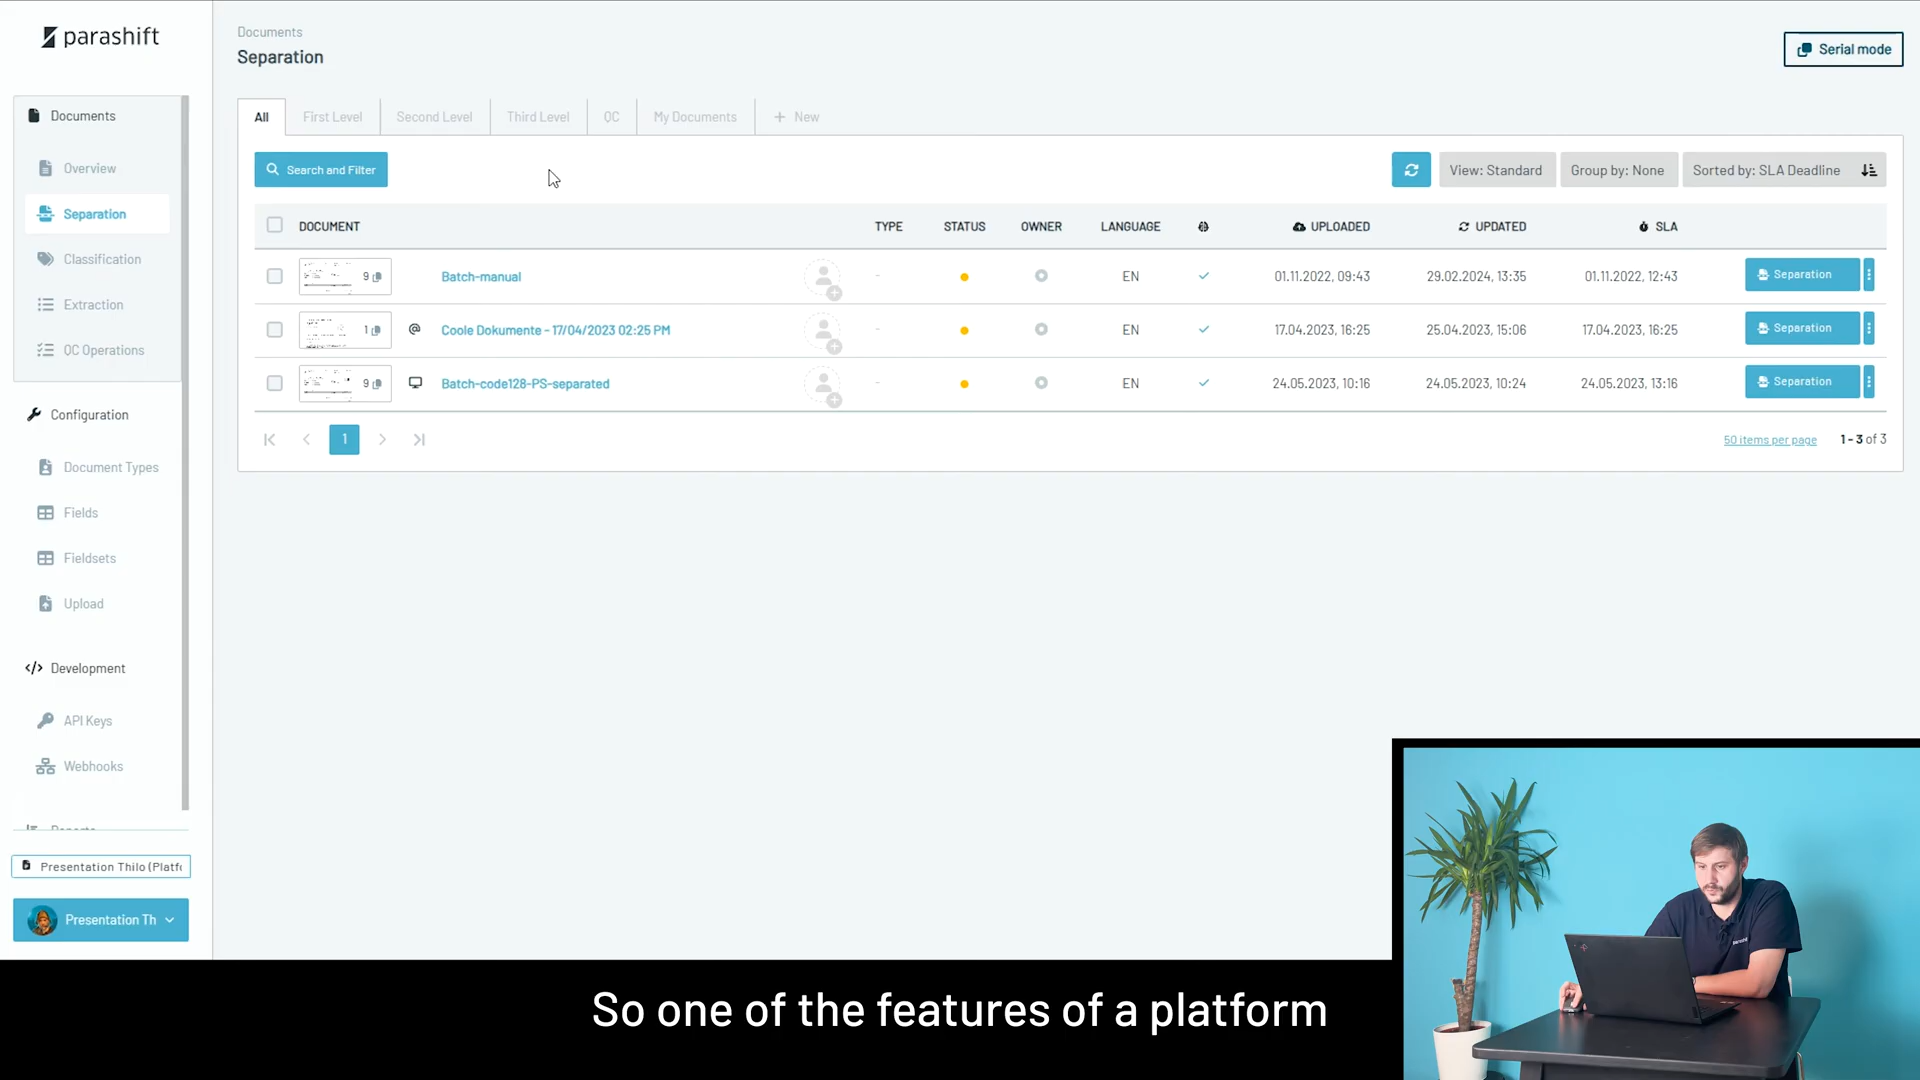 parashift
Documents
Overview
Separation
Classification
Extraction
QC Operations
Configuration
Document Types
Fields
Fieldsets
Upload
Development
API Keys
Webhooks
Presentation Thilo (Platf
Presentation Th
Documents
Separation
Serial mode
All First Level Second Level Third Level QC My Documents + New
Search and Filter View: Standard Group by: None Sorted by: SLA Deadline
DOCUMENT TYPE STATUS OWNER LANGUAGE UPLOADED UPDATED SLA
9 Batch-manual - EN 01.11.2022, 09:43 29.02.2024, 13:35 01.11.2022, 12:43 Separation
1 @ Coole Dokumente - 17/04/2023 02:25 PM - EN 17.04.2023, 16:25 25.04.2023, 15:06 17.04.2023, 16:25 Separation
9 Batch-code128-PS-separated - EN 24.05.2023, 10:16 24.05.2023, 10:24 24.05.2023, 13:16 Separation
1 50 items per page 1 - 3 of 3
So one of the features of a platform